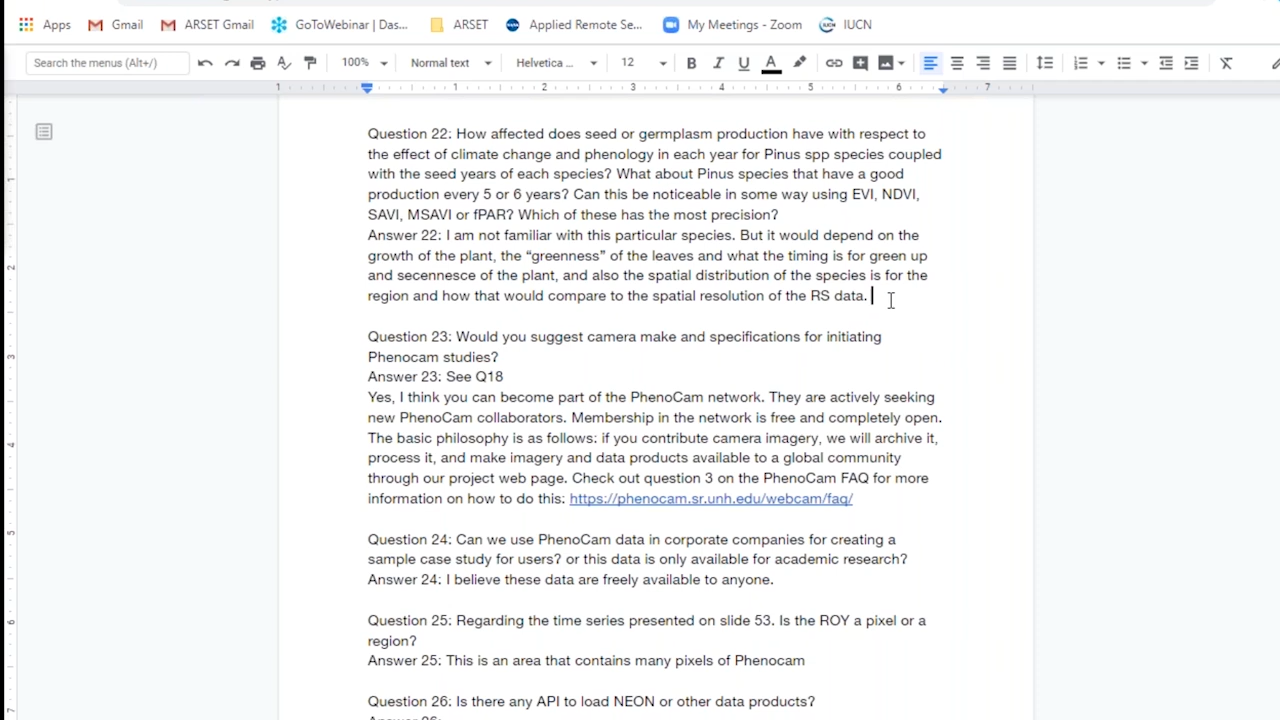 Apps Gmail ARSET Gmail GoToWebinar | Das... ARSET Applied Remote Se... My Meetings - Zoom IUCN
Search the menus (Alt+/) 100% Normal text Helvetica ... 12 B I U A
1 1 2 3 4 5 6 7
Question 22: How affected does seed or germplasm production have with respect to
the effect of climate change and phenology in each year for Pinus spp species coupled
with the seed years of each species? What about Pinus species that have a good
production every 5 or 6 years? Can this be noticeable in some way using EVI, NDVI,
SAVI, MSAVI or fPAR? Which of these has the most precision?
Answer 22: I am not familiar with this particular species. But it would depend on the
growth of the plant, the “greenness” of the leaves and what the timing is for green up
and secennesce of the plant, and also the spatial distribution of the species is for the
region and how that would compare to the spatial resolution of the RS data.
Question 23: Would you suggest camera make and specifications for initiating
Phenocam studies?
Answer 23: See Q18
Yes, I think you can become part of the PhenoCam network. They are actively seeking
new PhenoCam collaborators. Membership in the network is free and completely open.
The basic philosophy is as follows: if you contribute camera imagery, we will archive it,
process it, and make imagery and data products available to a global community
through our project web page. Check out question 3 on the PhenoCam FAQ for more
information on how to do this: https://phenocam.sr.unh.edu/webcam/faq/
Question 24: Can we use PhenoCam data in corporate companies for creating a
sample case study for users? or this data is only available for academic research?
Answer 24: I believe these data are freely available to anyone.
Question 25: Regarding the time series presented on slide 53. Is the ROY a pixel or a
region?
Answer 25: This is an area that contains many pixels of Phenocam
Question 26: Is there any API to load NEON or other data products?
Answer 26:
1
2
3
4
5
6
7